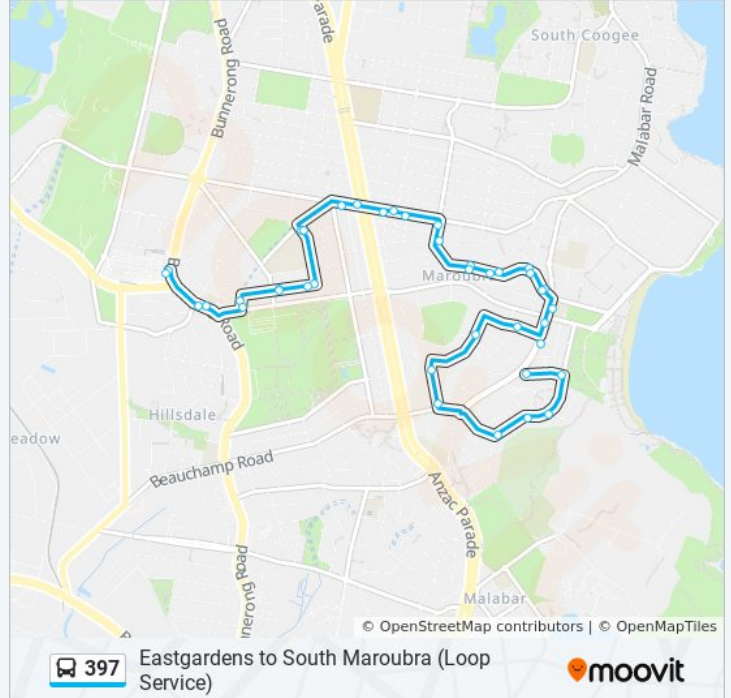 Parade
South Coogee
Bunnerong Road
Malabar Road
Maroubra
B
Road
Hillsdale
eadow
Beauchamp Road
Anzac Parade
nnerong Road
Malabar
© OpenStreetMap contributors | © OpenMapTiles
397
Eastgardens to South Maroubra (Loop
Service)
moovit